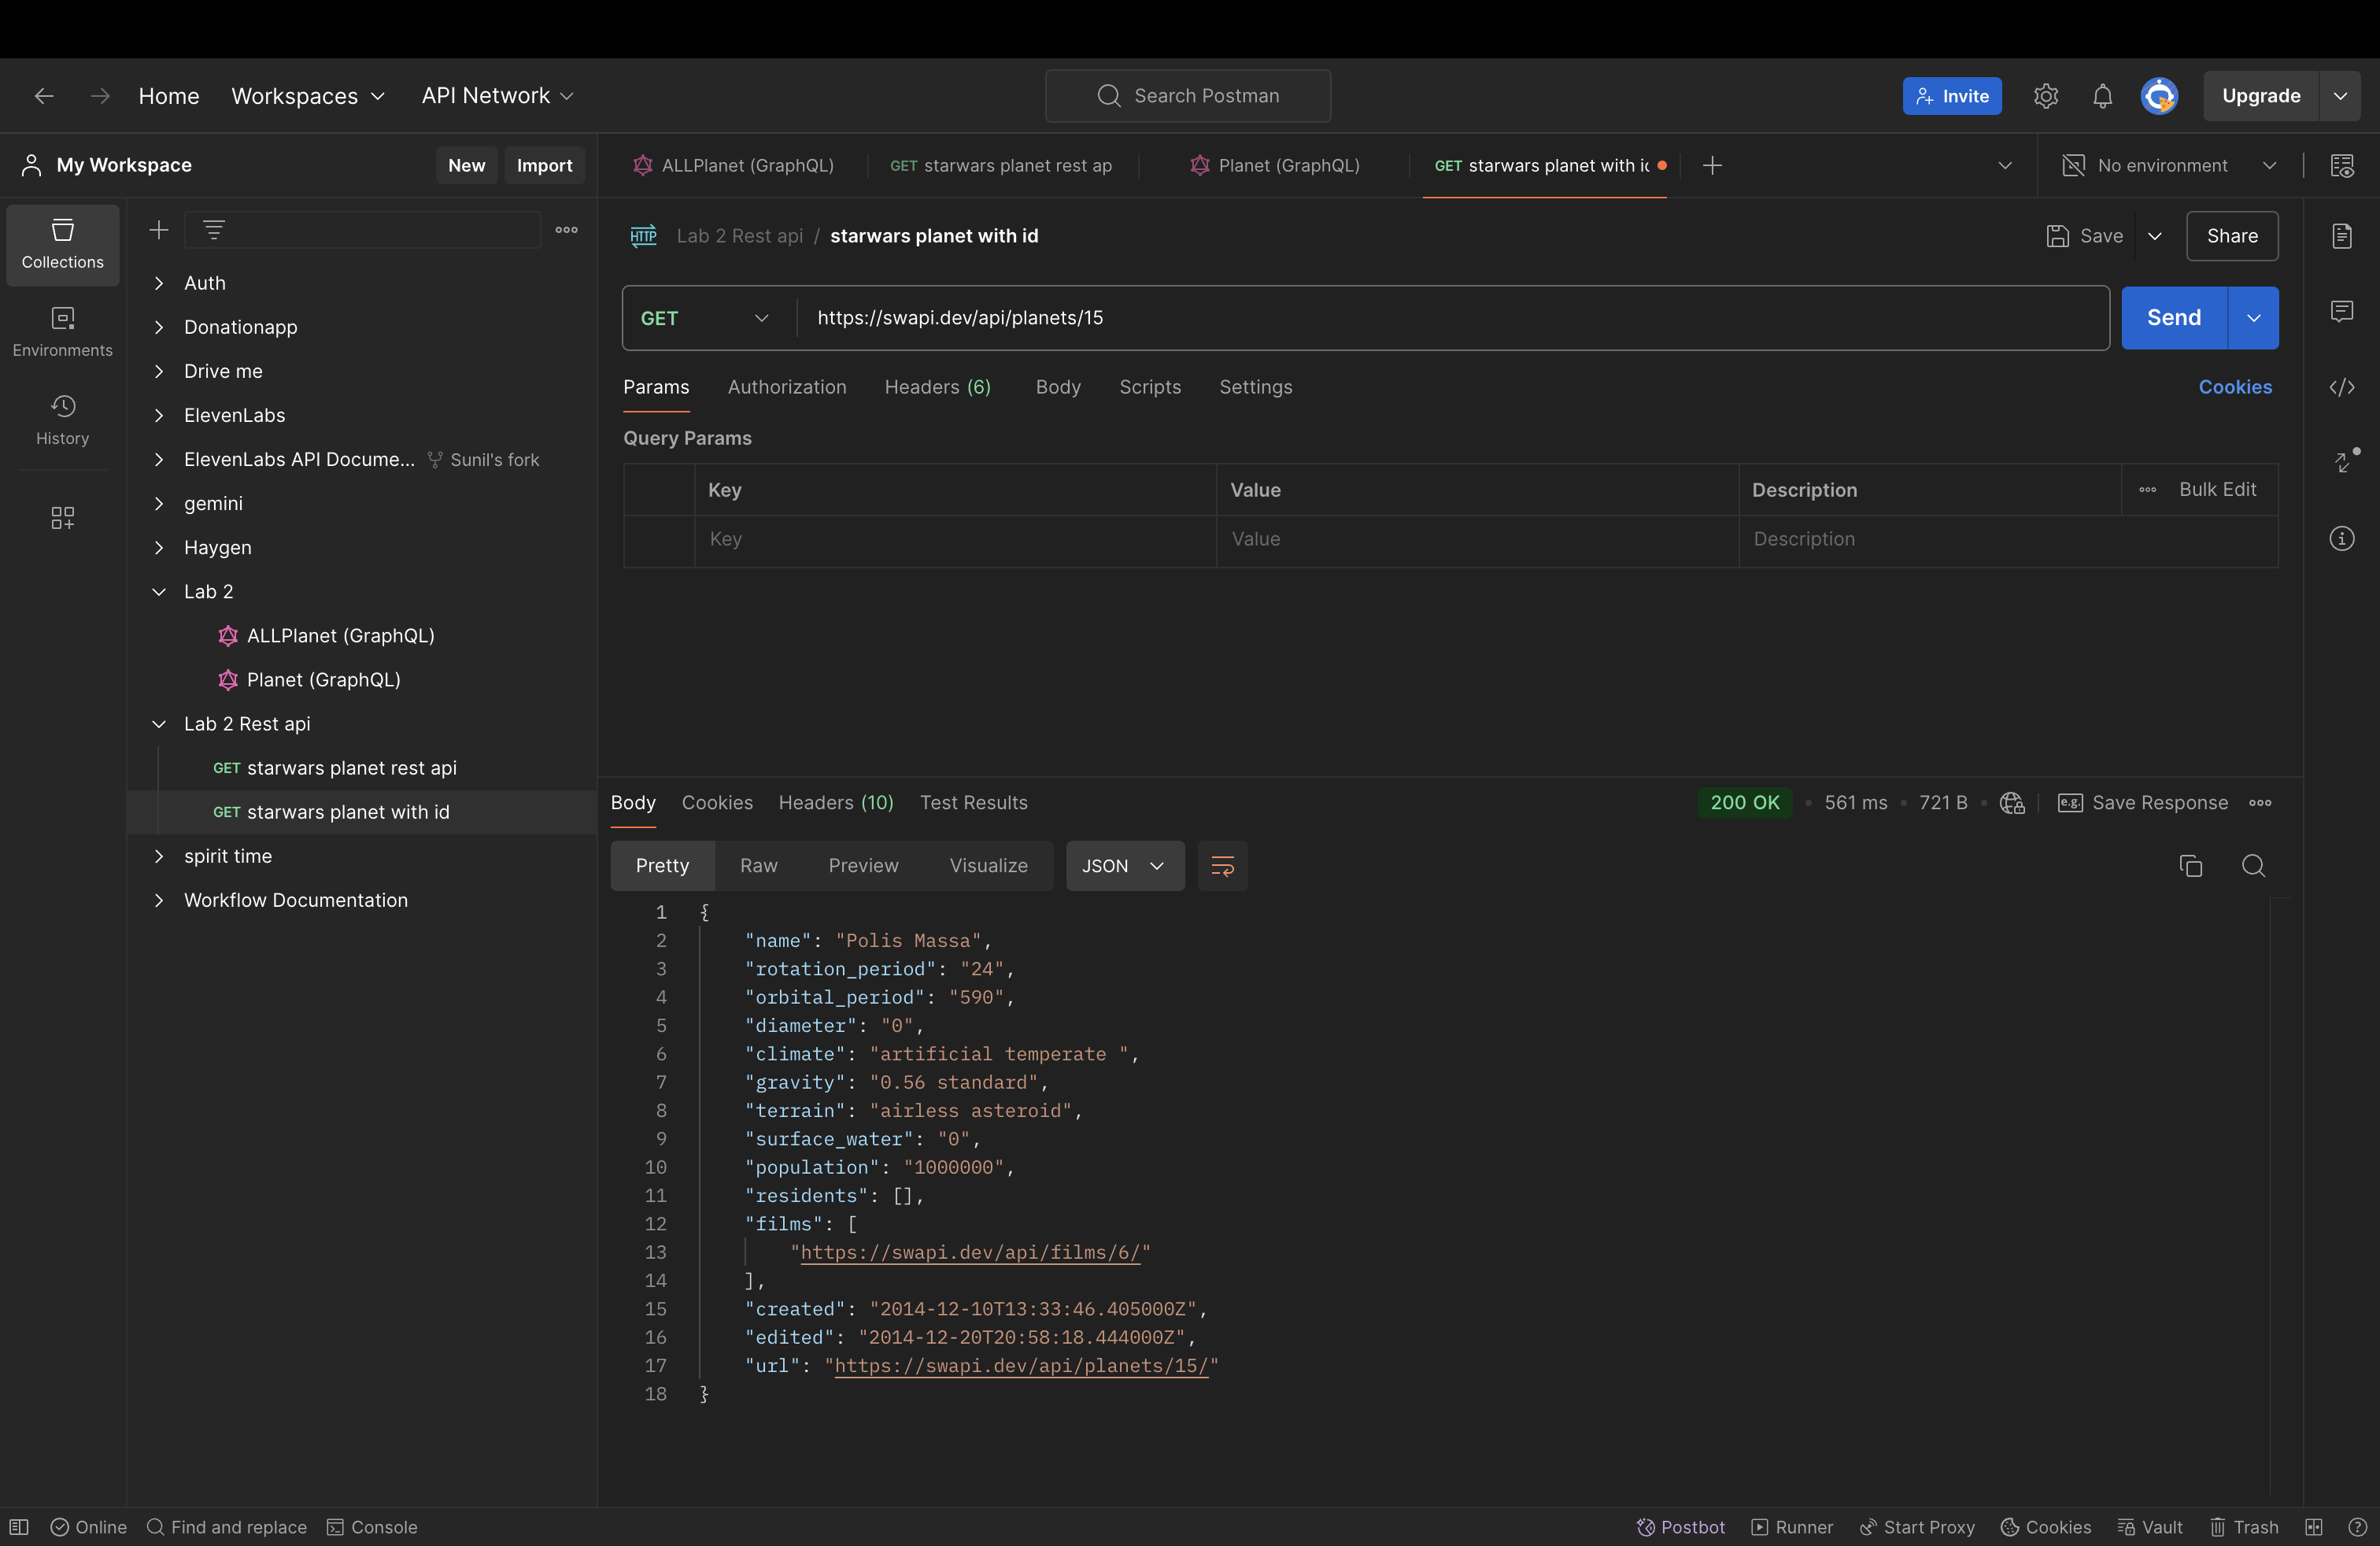 Home Workspaces API Network Search Postman Invite Upgrade
My Workspace New Import
ALLPlanet (GraphQL) GET starwars planet rest ap Planet (GraphQL) GET starwars planet with ic No environment
Collections
Environments
History
Auth
Donationapp
Drive me
ElevenLabs
ElevenLabs API Docume... Sunil's fork
gemini
Haygen
Lab 2
ALLPlanet (GraphQL)
Planet (GraphQL)
Lab 2 Rest api
GET starwars planet rest api
GET starwars planet with id
spirit time
Workflow Documentation
HTTP Lab 2 Rest api / starwars planet with id Save Share
GET https://swapi.dev/api/planets/15 Send
Params Authorization Headers (6) Body Scripts Settings Cookies
Query Params
Key Value Description Bulk Edit
Key Value Description
Body Cookies Headers (10) Test Results 200 OK 561 ms 721 B e.g. Save Response
Pretty Raw Preview Visualize JSON
1 {
2 "name": "Polis Massa",
3 "rotation_period": "24",
4 "orbital_period": "590",
5 "diameter": "0",
6 "climate": "artificial temperate ",
7 "gravity": "0.56 standard",
8 "terrain": "airless asteroid",
9 "surface_water": "0",
10 "population": "1000000",
11 "residents": [],
12 "films": [
13 "https://swapi.dev/api/films/6/"
14 ],
15 "created": "2014-12-10T13:33:46.405000Z",
16 "edited": "2014-12-20T20:58:18.444000Z",
17 "url": "https://swapi.dev/api/planets/15/"
18 }
Online Find and replace Console Postbot Runner Start Proxy Cookies Vault Trash